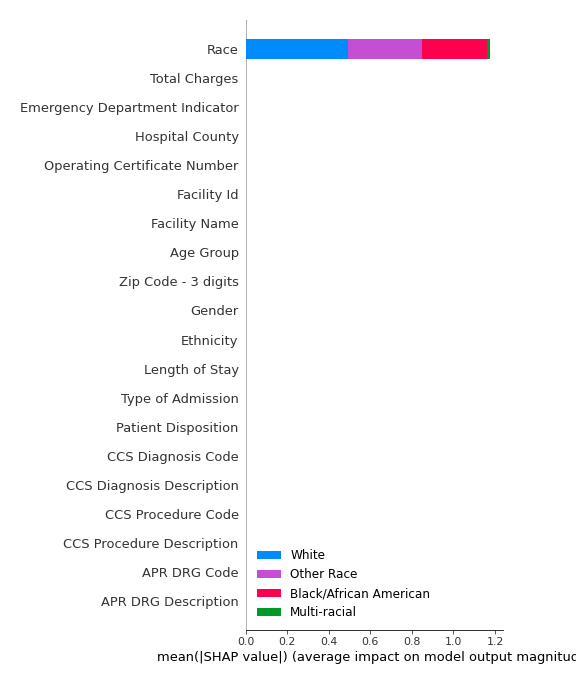 Race
Total Charges
Emergency Department Indicator
Hospital County
Operating Certificate Number
Facility Id
Facility Name
Age Group
Zip Code - 3 digits
Gender
Ethnicity
Length of Stay
Type of Admission
Patient Disposition
CCS Diagnosis Code
CCS Diagnosis Description
CCS Procedure Code
CCS Procedure Description
APR DRG Code
APR DRG Description
White
Other Race
Black/African American
Multi-racial
0.0 0.2 0.4 0.6 0.8 1.0 1.2
mean(|SHAP value|) (average impact on model output magnitud